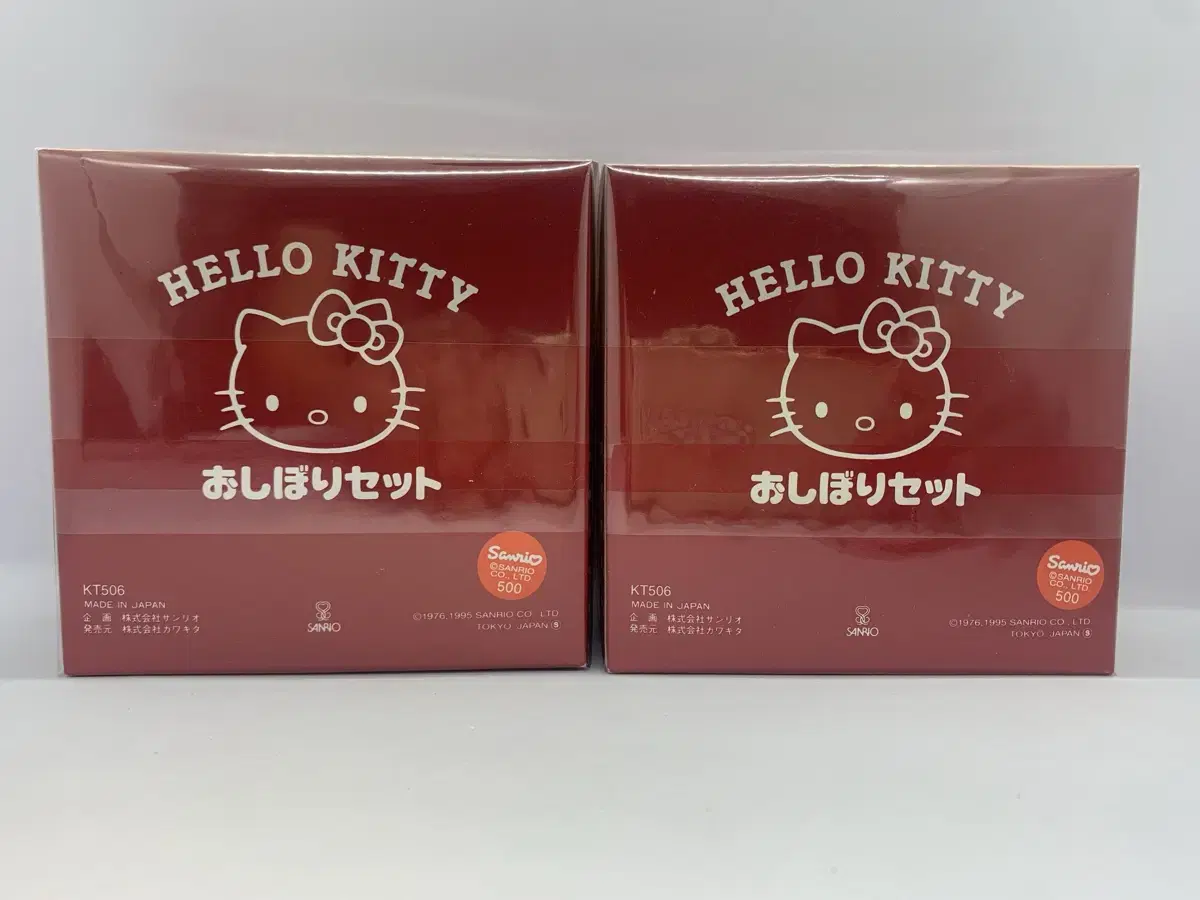 HELLO KITTY
おしぼりセット
Sanrio
©SANRIO
CO., LTD.
500
KT506
MADE IN JAPAN
企 画 株式会社サンリオ
発売元 株式会社カワキタ
SANRIO
©1976,1995 SANRIO CO., LTD.
TOKYO JAPAN Ⓢ
HELLO KITTY
おしぼりセット
Sanrio
©SANRIO
CO., LTD.
500
KT506
MADE IN JAPAN
企 画 株式会社サンリオ
発売元 株式会社カワキタ
SANRIO
©1976,1995 SANRIO CO., LTD.
TOKYO JAPAN Ⓢ